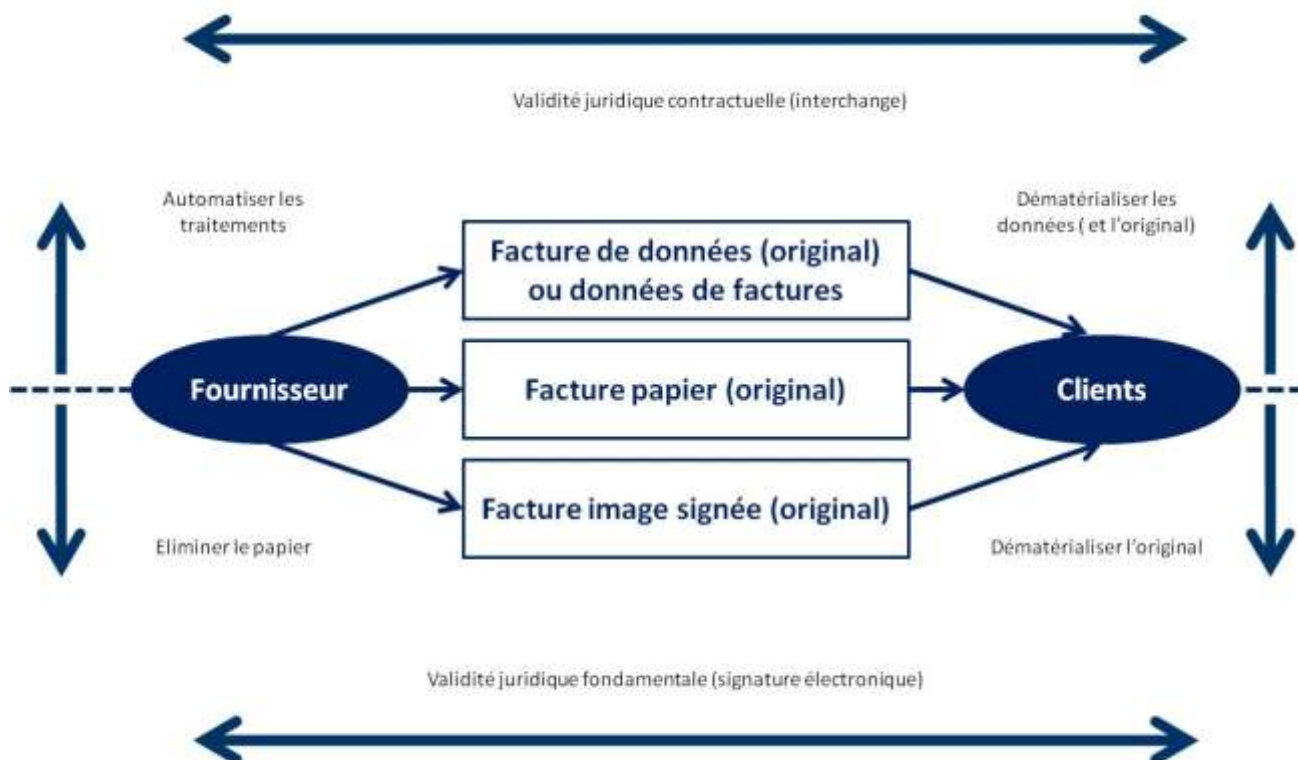 Validité juridique contractuelle (interchange)
Automatiser les
traitements
Dématérialiser les
données ( et l'original)
Facture de données (original)
ou données de factures
Fournisseur
Facture papier (original)
Clients
Facture image signée (original)
Eliminer le papier
Dématérialiser l'original
Validité juridique fondamentale (signature électronique)